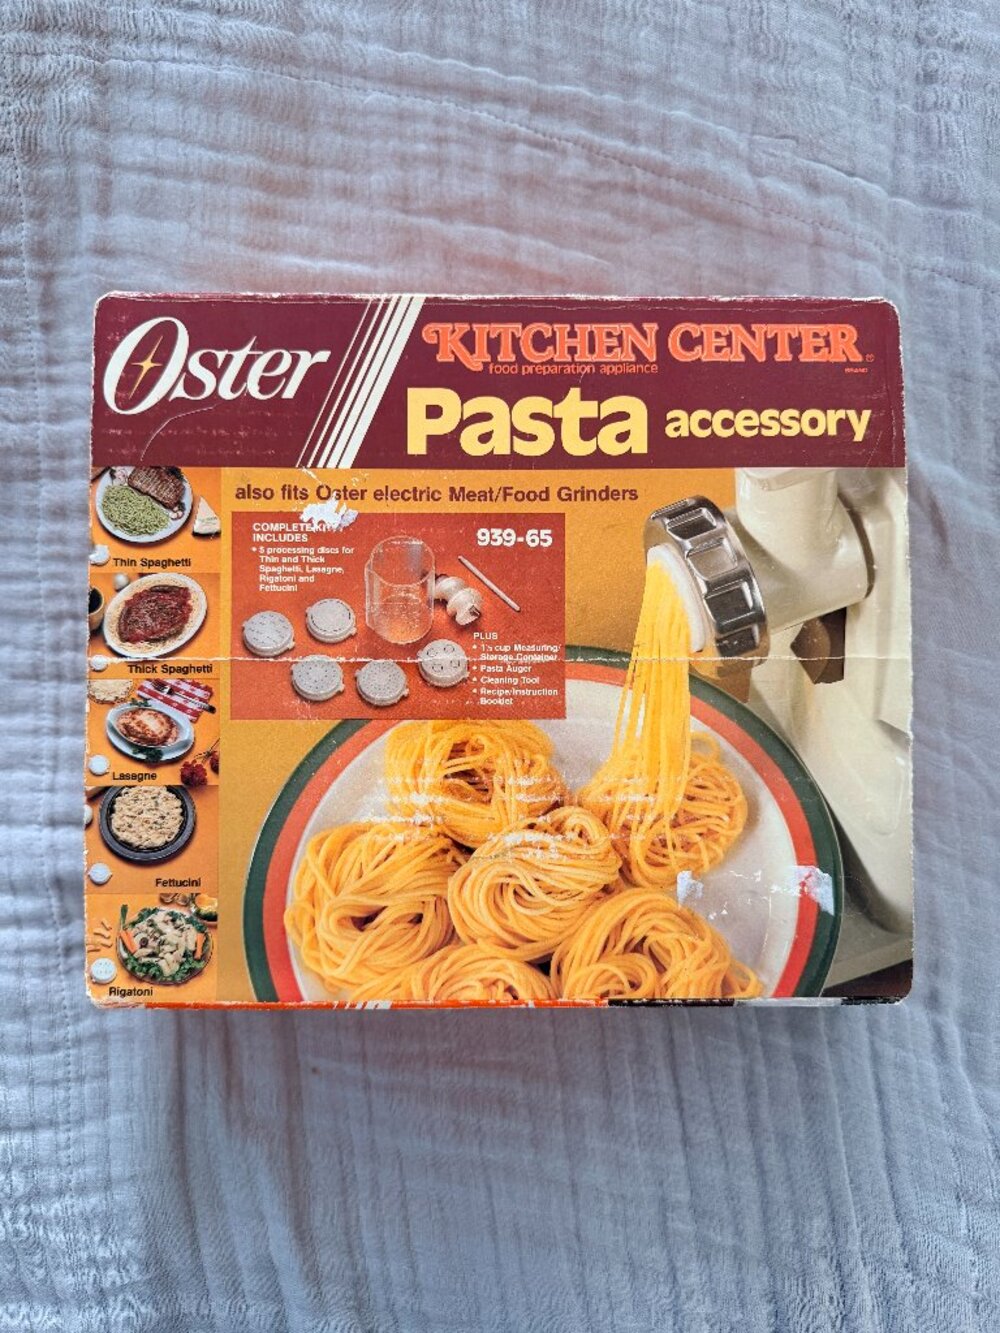 Oster
KITCHEN CENTER®
BRAND
food preparation appliance
Pasta accessory
also fits Oster electric Meat/Food Grinders
COMPLETE KIT
INCLUDES
• 5 processing discs for
Thin and Thick
Spaghetti, Lasagne,
Rigatoni and
Fettucini
939-65
PLUS
• 1½ cup Measuring/
Storage Container
• Pasta Auger
• Cleaning Tool
• Recipe/Instruction
Booklet
Thin Spaghetti
Thick Spaghetti
Lasagne
Fettucini
Rigatoni